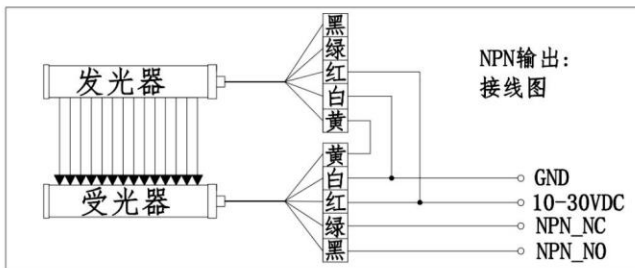 发光器
黑
绿
红
白
黄
NPN输出：
接线图
受光器
黄
白
红
绿
黑
GND
10-30VDC
NPN_NC
NPN_NO